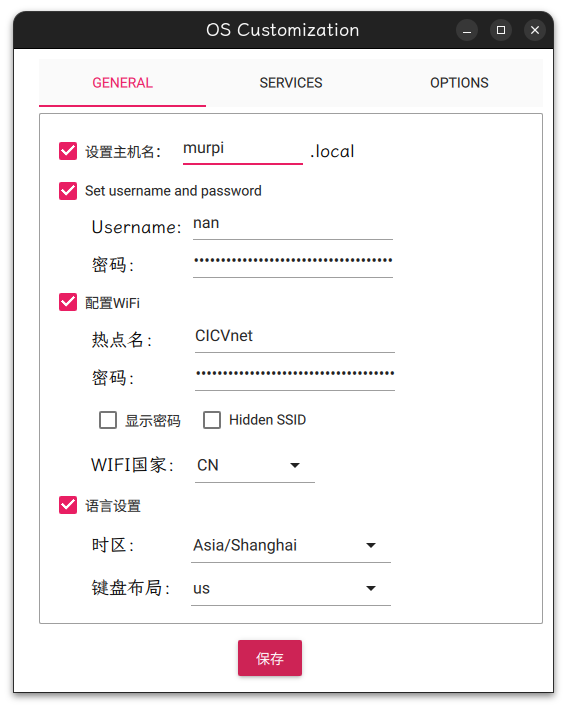 OS Customization
GENERAL SERVICES OPTIONS
设置主机名： murpi .local
Set username and password
Username: nan
密码： ••••••••••••••••••••••••••••••••••••
配置WiFi
热点名： CICVnet
密码： ••••••••••••••••••••••••••••••••••••
显示密码 Hidden SSID
WIFI国家： CN
语言设置
时区： Asia/Shanghai
键盘布局： us
保存